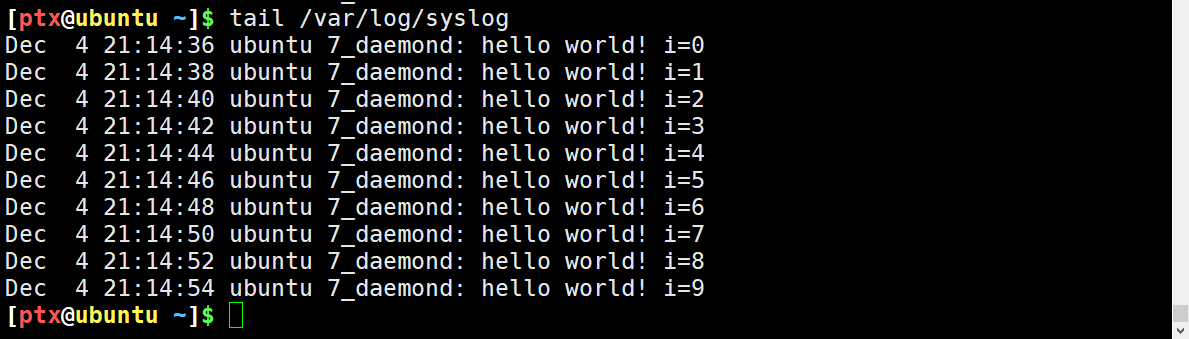 [ptx@ubuntu ~]$ tail /var/log/syslog
Dec  4 21:14:36 ubuntu 7_daemond: hello world! i=0
Dec  4 21:14:38 ubuntu 7_daemond: hello world! i=1
Dec  4 21:14:40 ubuntu 7_daemond: hello world! i=2
Dec  4 21:14:42 ubuntu 7_daemond: hello world! i=3
Dec  4 21:14:44 ubuntu 7_daemond: hello world! i=4
Dec  4 21:14:46 ubuntu 7_daemond: hello world! i=5
Dec  4 21:14:48 ubuntu 7_daemond: hello world! i=6
Dec  4 21:14:50 ubuntu 7_daemond: hello world! i=7
Dec  4 21:14:52 ubuntu 7_daemond: hello world! i=8
Dec  4 21:14:54 ubuntu 7_daemond: hello world! i=9
[ptx@ubuntu ~]$